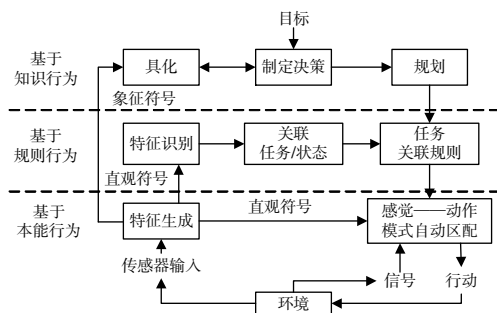 目标
基于
知识行为
具化
制定决策
规划
象征符号
基于
规则行为
特征识别
关联
任务/状态
任务
关联规则
直观符号
基于
本能行为
特征生成
直观符号
感觉——动作
模式自动区配
传感器输入
信号
行动
环境